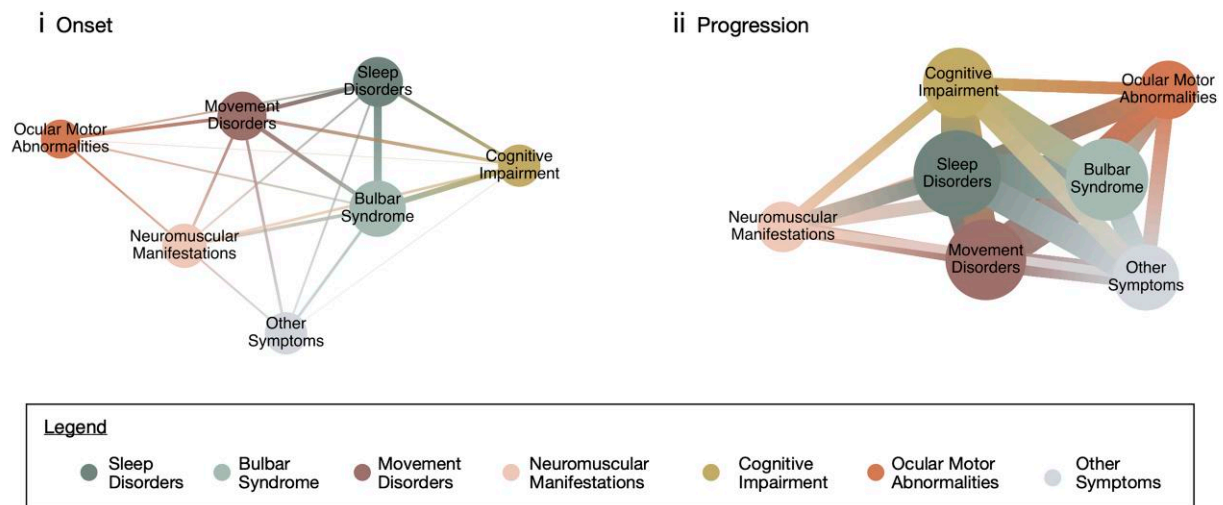 i Onset
Sleep
Disorders
Movement
Disorders
Ocular Motor
Abnormalities
Cognitive
Impairment
Bulbar
Syndrome
Neuromuscular
Manifestations
Other
Symptoms
ii Progression
Cognitive
Impairment
Ocular Motor
Abnormalities
Sleep
Disorders
Bulbar
Syndrome
Neuromuscular
Manifestations
Movement
Disorders
Other
Symptoms
Legend
Sleep
Disorders
Bulbar
Syndrome
Movement
Disorders
Neuromuscular
Manifestations
Cognitive
Impairment
Ocular Motor
Abnormalities
Other
Symptoms